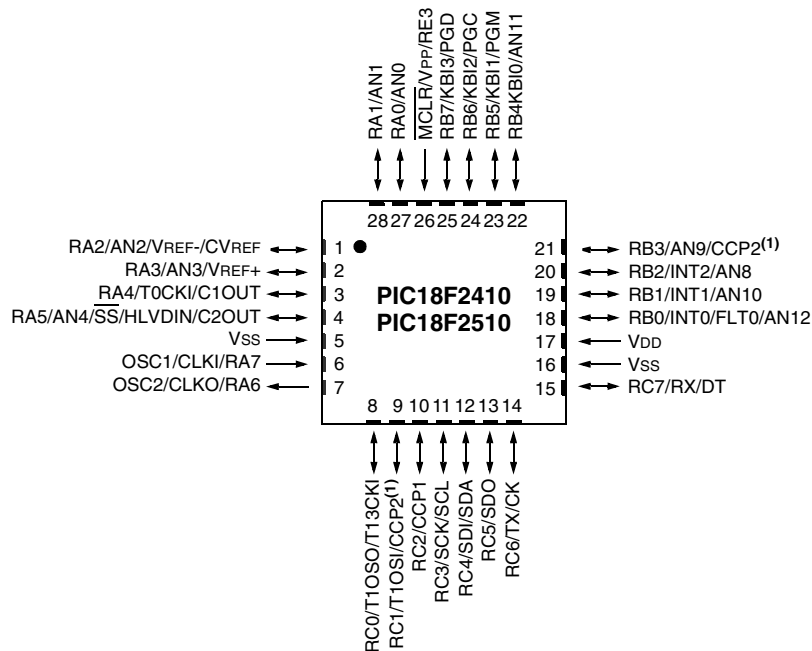 RA1/AN1
RA0/AN0
MCLR/VPP/RE3
RB7/KBI3/PGD
RB6/KBI2/PGC
RB5/KBI1/PGM
RB4KBI0/AN11
28 27 26 25 24 23 22
RA2/AN2/VREF-/CVREF 1
RA3/AN3/VREF+ 2
RA4/T0CKI/C1OUT 3
RA5/AN4/SS/HLVDIN/C2OUT 4
VSS 5
OSC1/CLKI/RA7 6
OSC2/CLKO/RA6 7
PIC18F2410
PIC18F2510
21 RB3/AN9/CCP2(1)
20 RB2/INT2/AN8
19 RB1/INT1/AN10
18 RB0/INT0/FLT0/AN12
17 VDD
16 VSS
15 RC7/RX/DT
8 9 10 11 12 13 14
RC0/T1OSO/T13CKI
RC1/T1OSI/CCP2(1)
RC2/CCP1
RC3/SCK/SCL
RC4/SDI/SDA
RC5/SDO
RC6/TX/CK